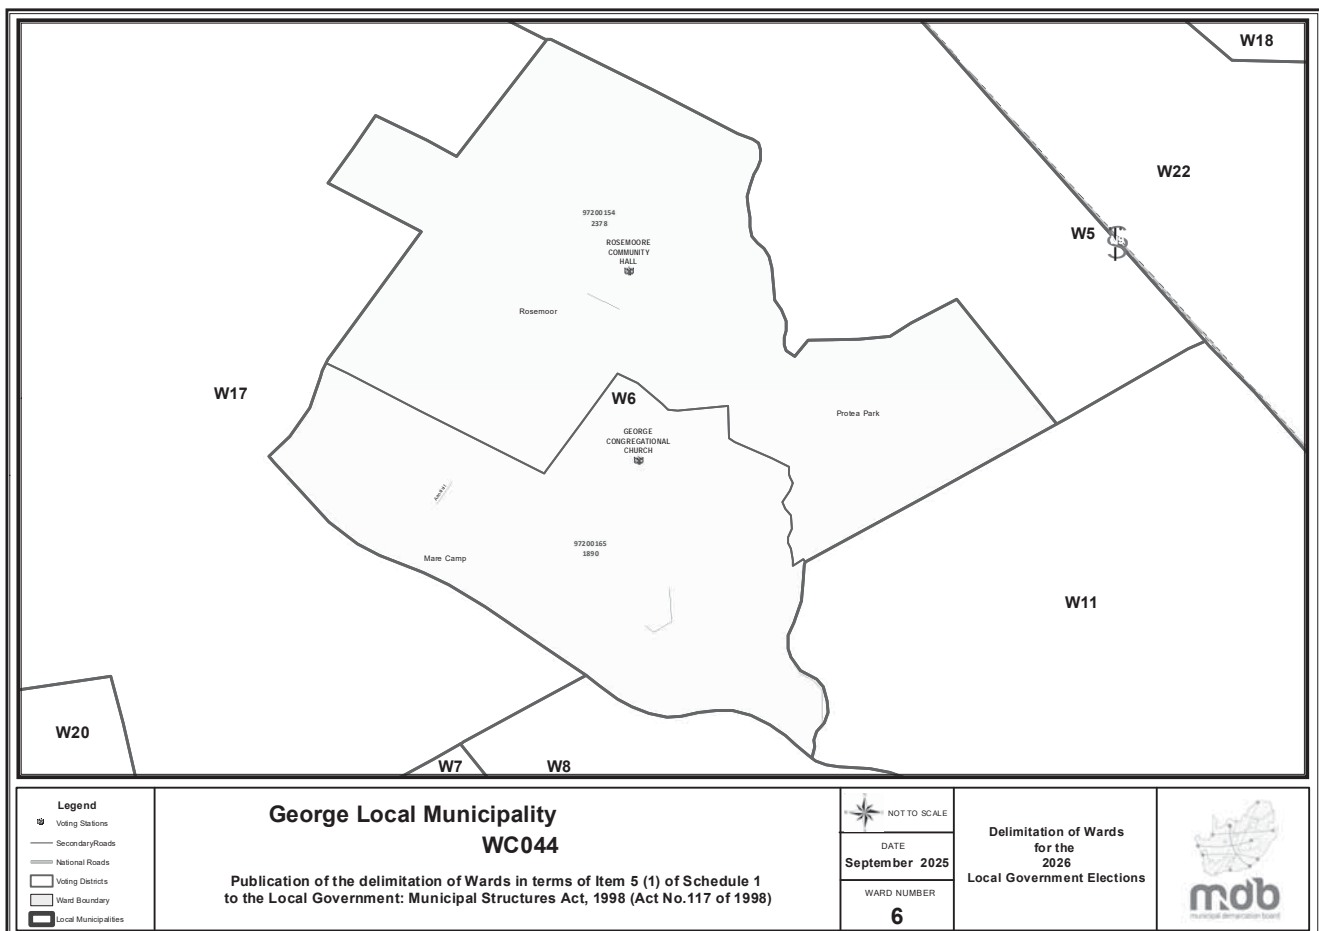 W18
W22
W5
97200154
2378
ROSEMOORE
COMMUNITY
HALL
Rosemoor
W17
W6
Protea Park
GEORGE
CONGREGATIONAL
CHURCH
97200165
1890
Mare Camp
W11
W20
W7
W8
Legend
Voting Stations
SecondaryRoads
National Roads
Voting Districts
Ward Boundary
Local Municipalities
George Local Municipality
WC044
Publication of the delimitation of Wards in terms of Item 5 (1) of Schedule 1
to the Local Government: Municipal Structures Act, 1998 (Act No.117 of 1998)
NOT TO SCALE
DATE
September 2025
WARD NUMBER
6
Delimitation of Wards
for the
2026
Local Government Elections
mdb
municipal demarcation board